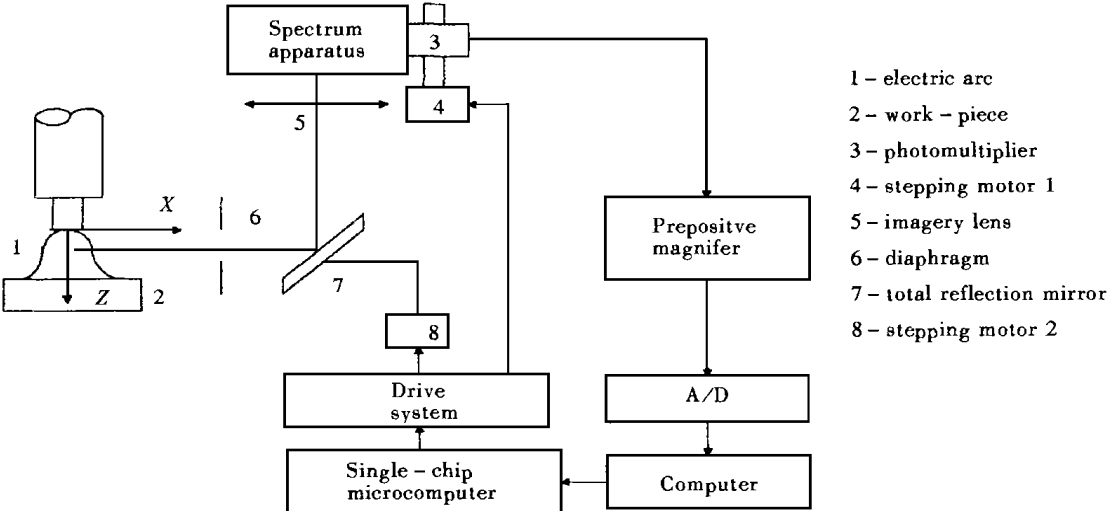 Spectrum
apparatus
3
4
5
X
6
1
Z
2
7
8
Prepositve
magnifer
A/D
Computer
Drive
system
Single – chip
microcomputer
1 – electric arc
2 – work – piece
3 – photomultiplier
4 – stepping motor 1
5 – imagery lens
6 – diaphragm
7 – total reflection mirror
8 – stepping motor 2